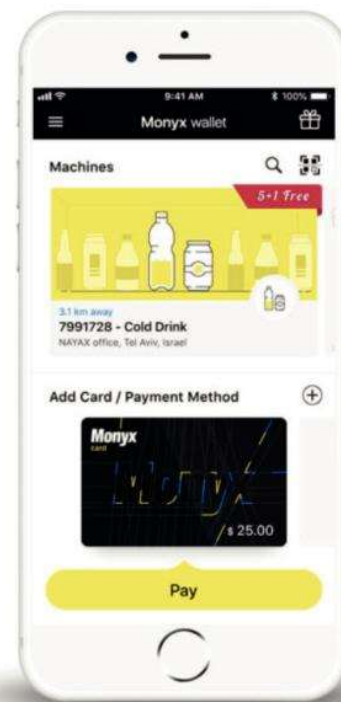 9:41 AM
100%
Monyx wallet
Machines
5+1 Free
3.1 km away
7991728 - Cold Drink
NAYAX office, Tel Aviv, Israel
Add Card / Payment Method
Monyx
card
Monyx
$ 25.00
Pay